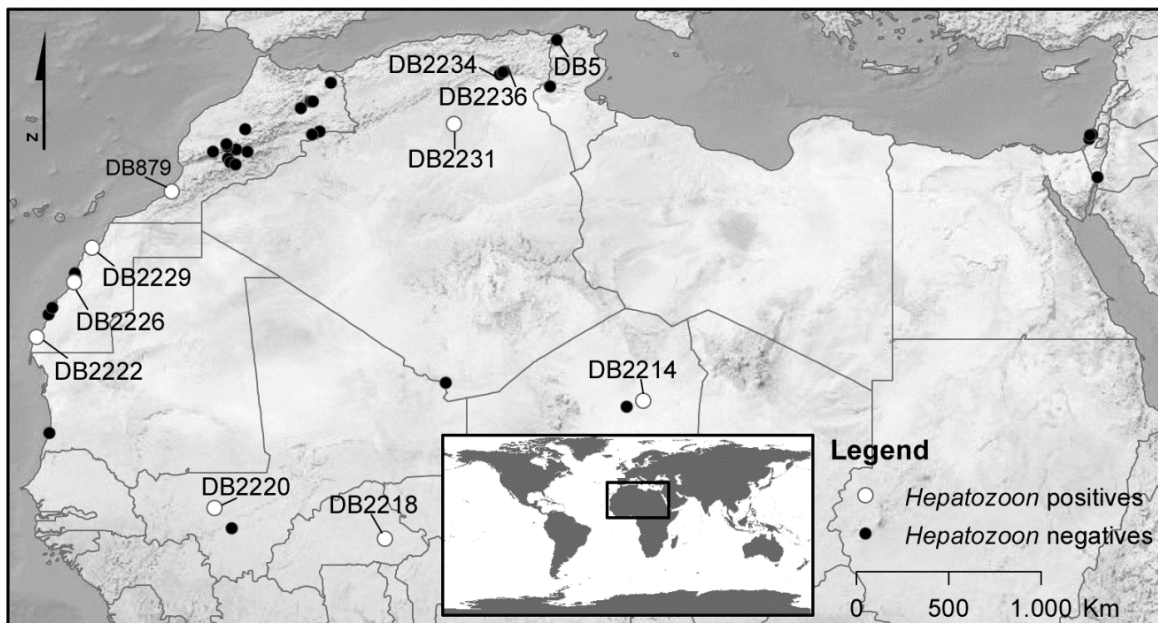 DB2234
DB2236
DB5
DB2231
N
DB879
DB2229
DB2226
DB2222
DB2214
DB2220
DB2218
Legend
Hepatozoon positives
Hepatozoon negatives
0 500 1.000 Km